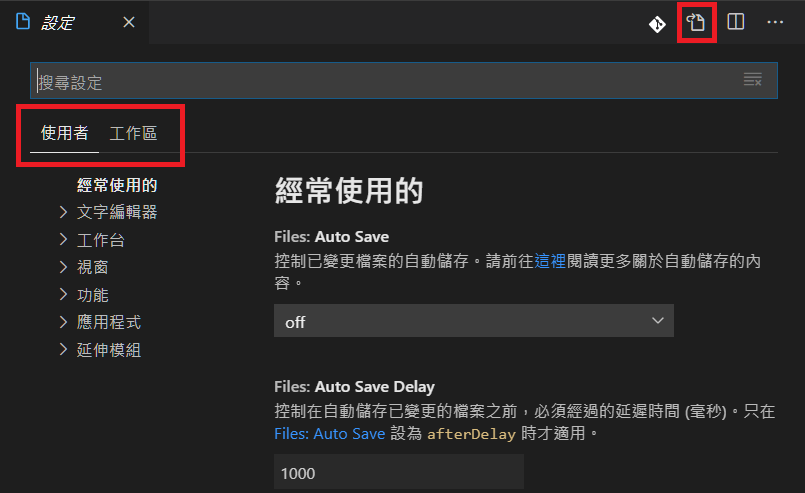 設定
搜尋設定
使用者 工作區
經常使用的
文字編輯器
工作台
視窗
功能
應用程式
延伸模組
經常使用的
Files: Auto Save
控制已變更檔案的自動儲存。請前往這裡閱讀更多關於自動儲存的內
容。
off
Files: Auto Save Delay
控制在自動儲存已變更的檔案之前，必須經過的延遲時間 (毫秒)。只在
Files: Auto Save 設為 afterDelay 時才適用。
1000